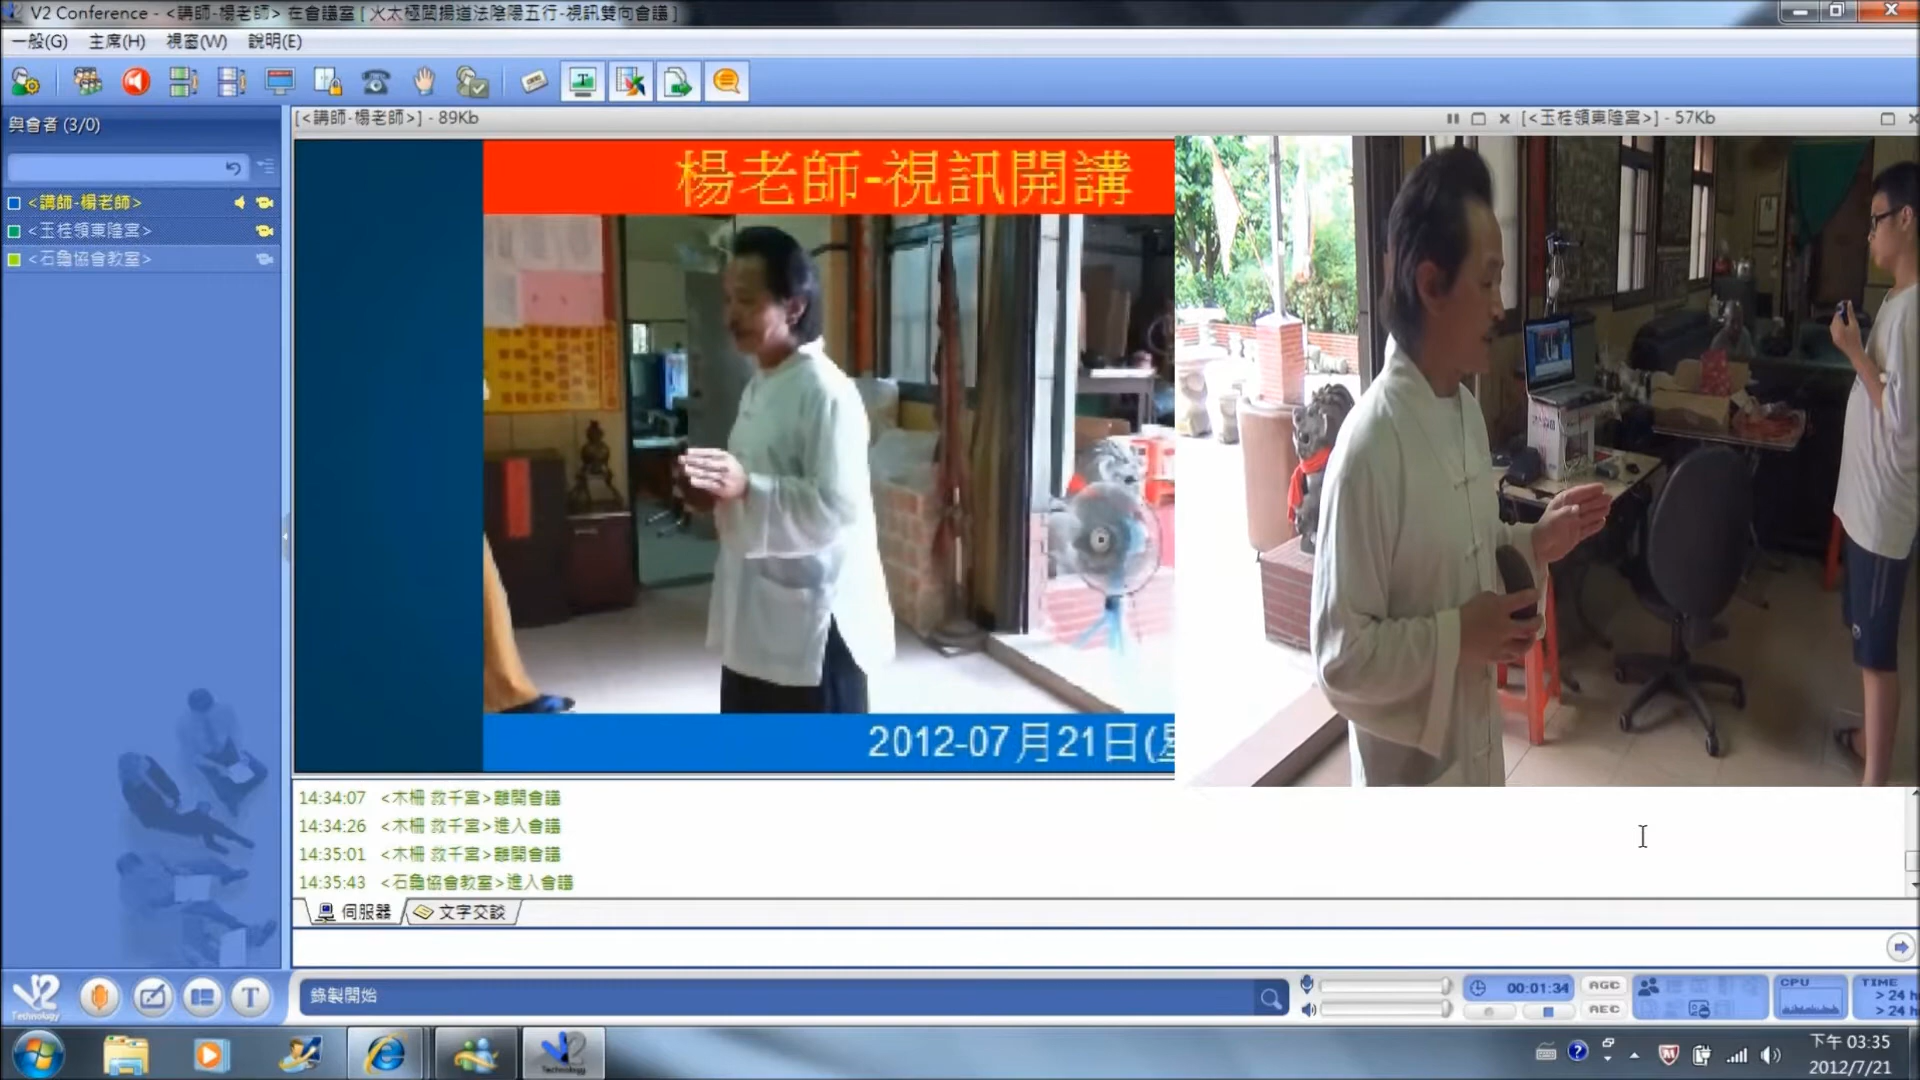 V2 Conference - <講師-楊老師> 在會議室 [ 火太極闆揚道法陰陽五行-視訊雙向會議 ]
一般(G) 主席(H) 視窗(W) 說明(E)
與會者 (3/0)
<講師-楊老師>
<玉桂領東隆宮>
<石龜協會教室>
[<講師-楊老師>] - 89Kb
[<玉桂領東隆宮>] - 57Kb
楊老師-視訊開講
2012-07月21日(星
14:34:07 <木柵 救千宮>離開會議
14:34:26 <木柵 救千宮>進入會議
14:35:01 <木柵 救千宮>離開會議
14:35:43 <石龜協會教室>進入會議
伺服器 文字交談
V2
Technology
T
錄製開始
00:01:34
AGC
AEC
CPU
TIME
> 24 h
> 24 h
Technology
下午 03:35
2012/7/21